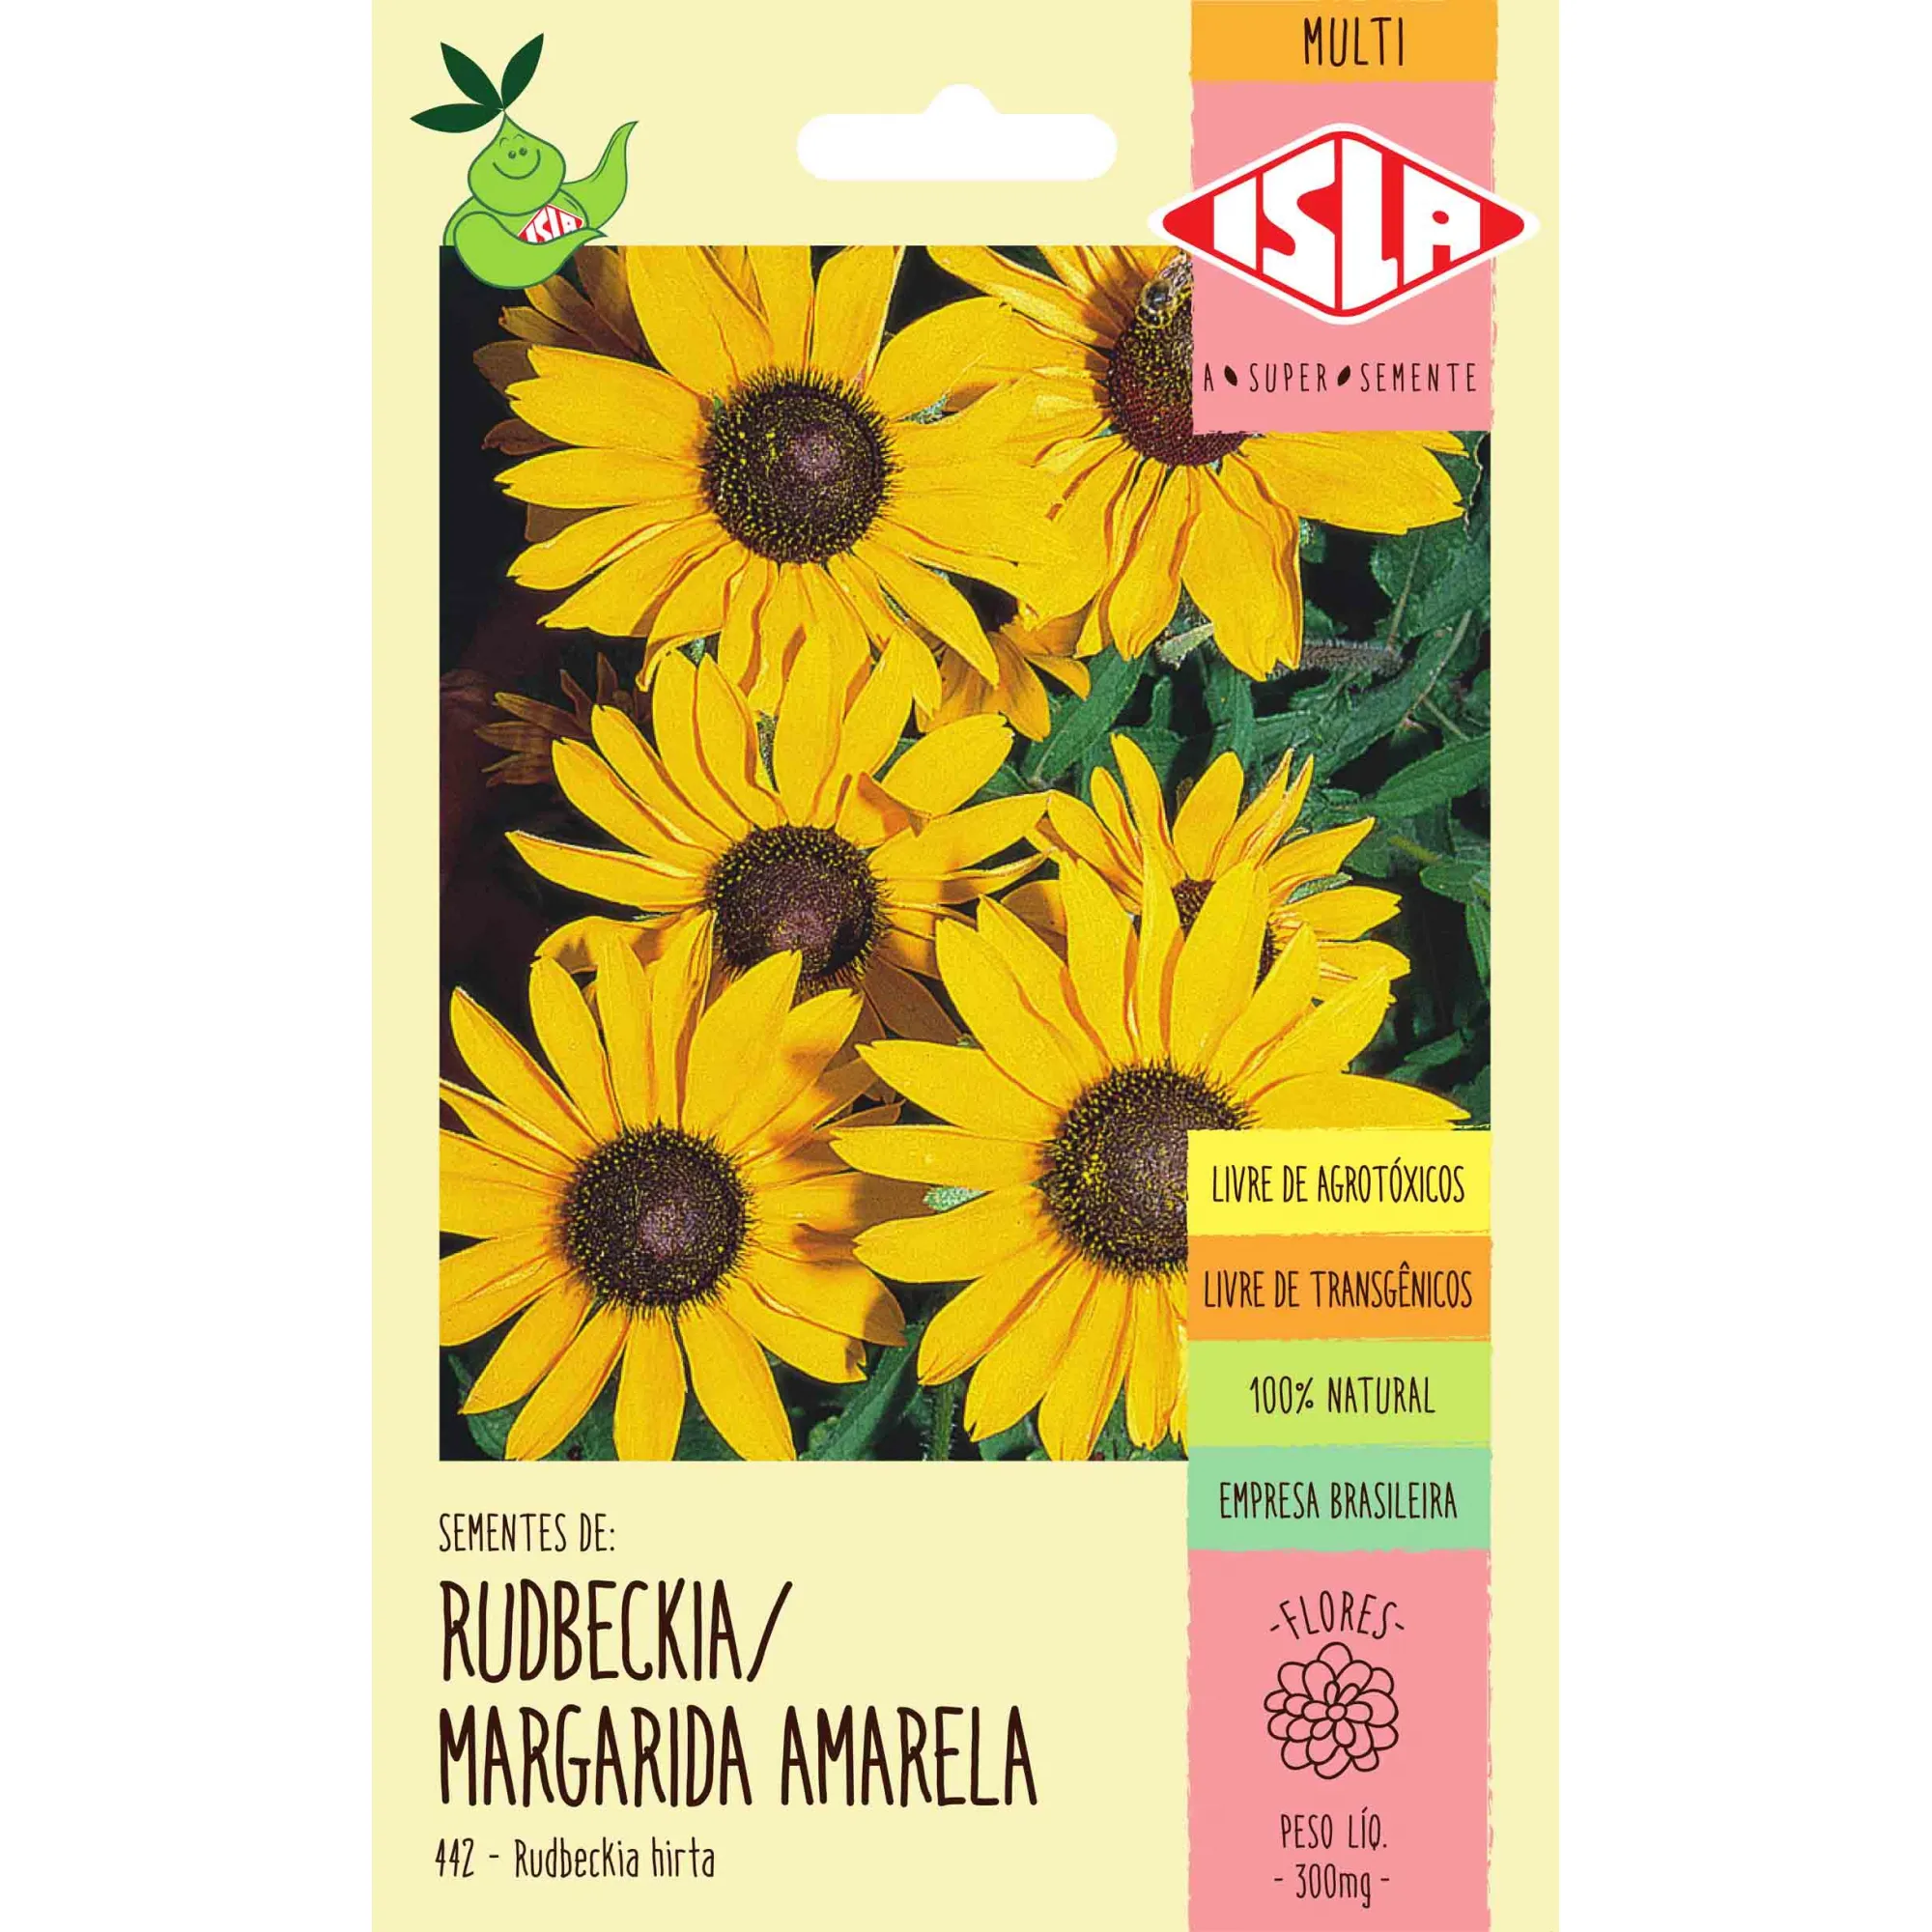 MULTI
ISLA
ISLA
A SUPER SEMENTE
LIVRE DE AGROTÓXICOS
LIVRE DE TRANSGÊNICOS
100% NATURAL
EMPRESA BRASILEIRA
SEMENTES DE:
RUDBECKIA/
MARGARIDA AMARELA
442 - Rudbeckia hirta
-FLORES-
PESO LÍQ.
- 300mg -